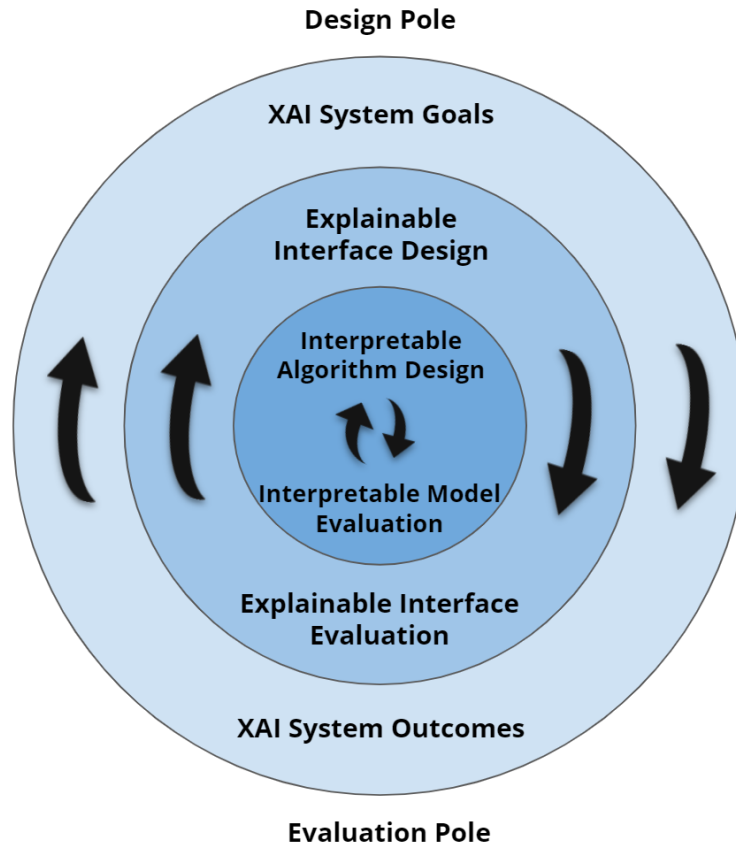 Design Pole
XAI System Goals
Explainable
Interface Design
Interpretable
Algorithm Design
Interpretable Model
Evaluation
Explainable Interface
Evaluation
XAI System Outcomes
Evaluation Pole